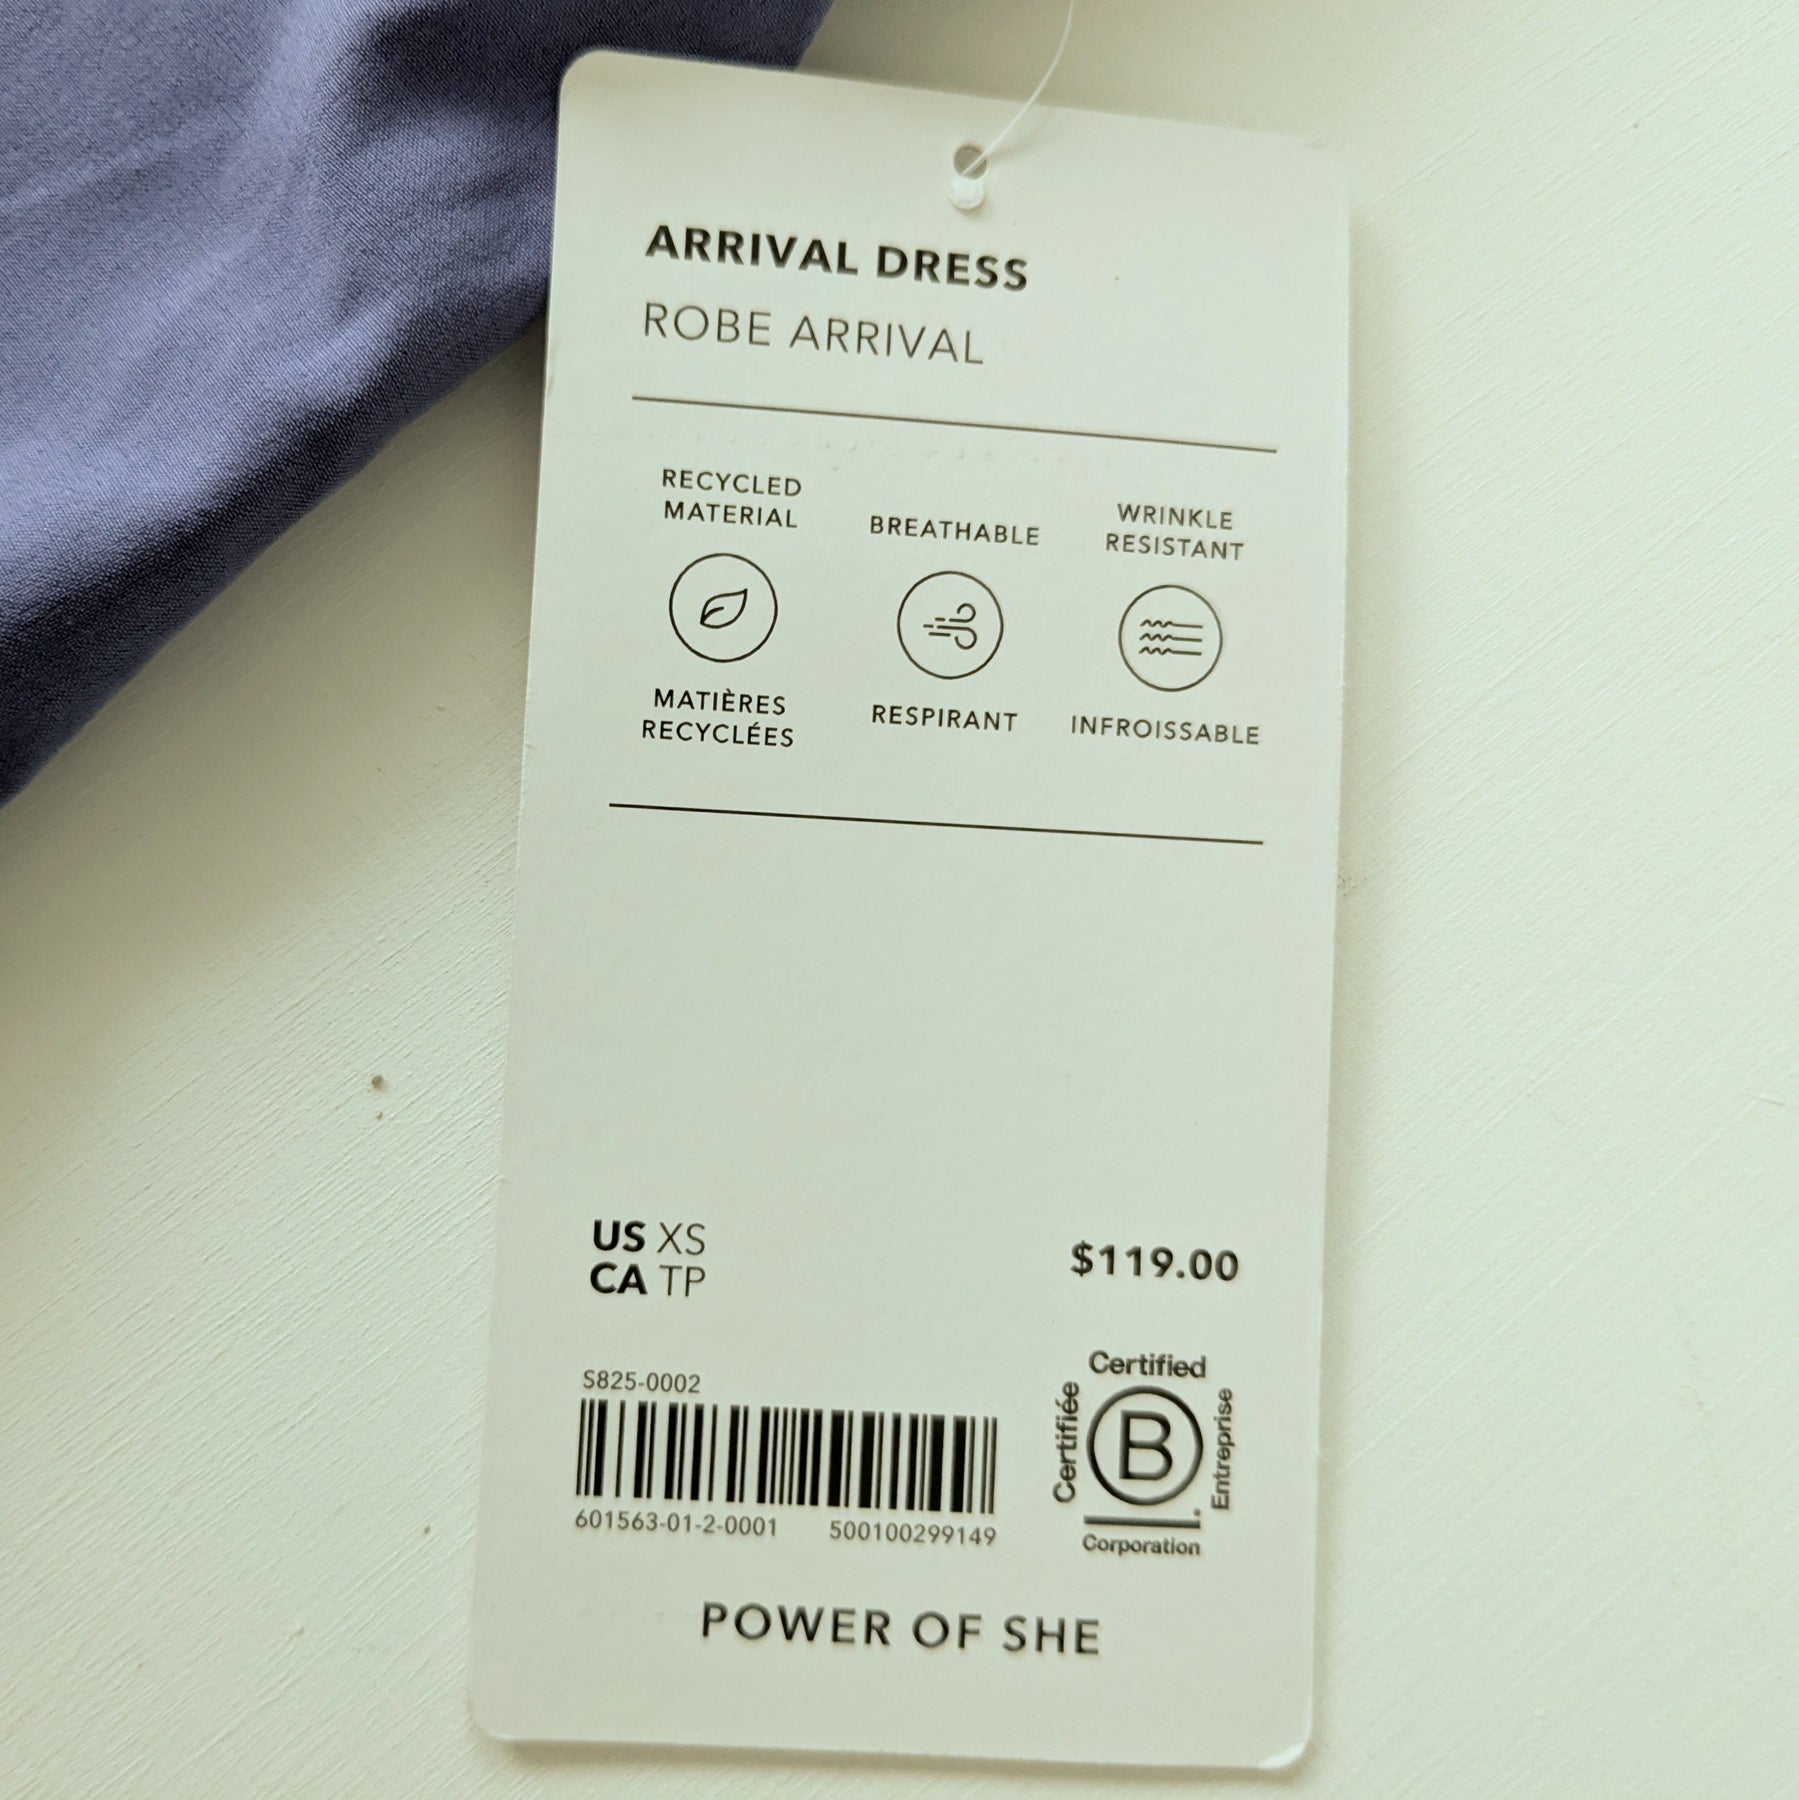 ARRIVAL DRESS
ROBE ARRIVAL
RECYCLED
MATERIAL
MATIÈRES
RECYCLÉES
BREATHABLE
RESPIRANT
WRINKLE
RESISTANT
INFROISSABLE
US XS
CA TP
$119.00
S825-0002
601563-01-2-0001 500100299149
Certified
Certifiée
B
Entreprise
Corporation
POWER OF SHE